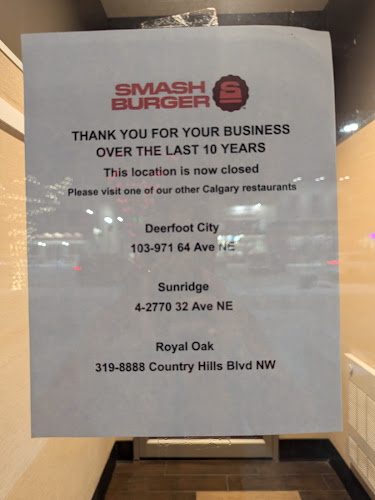 SMASH
BURGER
S
THANK YOU FOR YOUR BUSINESS
OVER THE LAST 10 YEARS
This location is now closed
Please visit one of our other Calgary restaurants
Deerfoot City
103-971 64 Ave NE
Sunridge
4-2770 32 Ave NE
Royal Oak
319-8888 Country Hills Blvd NW